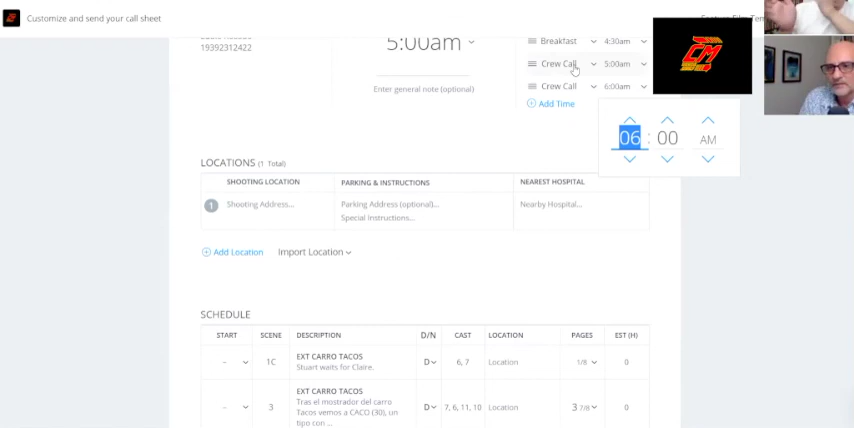 Customize and send your call sheet
19392312422
5:00am
Enter general note (optional)
Breakfast 4:30am
Crew Call 5:00am
Crew Call 6:00am
Add Time
CM
06 : 00 AM
LOCATIONS (1 Total)
SHOOTING LOCATION PARKING & INSTRUCTIONS NEAREST HOSPITAL
1 Shooting Address... Parking Address (optional)... Nearby Hospital...
Special Instructions...
Add Location Import Location
SCHEDULE
START SCENE DESCRIPTION D/N CAST LOCATION PAGES EST (H)
EXT CARRO TACOS
– 1C Stuart waits for Claire. D 6, 7 Location 1/8 0
EXT CARRO TACOS
Tras el mostrador del carro
– 3 Tacos vemos a CACO (30), un D 7, 6, 11, 10 Location 3 7/8 0
tipo con ...